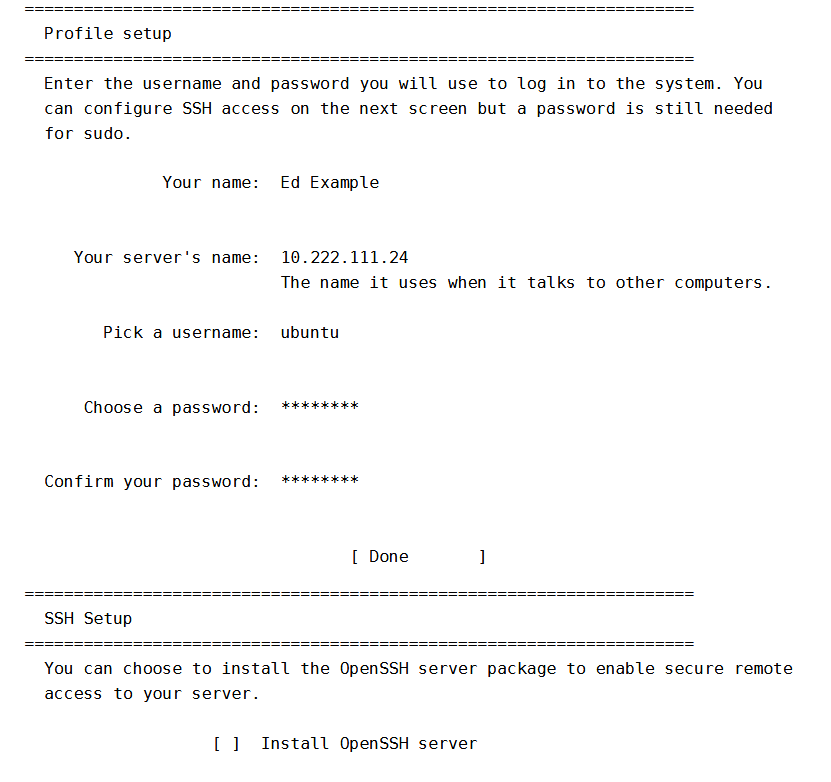 ====================================================================
Profile setup
====================================================================
Enter the username and password you will use to log in to the system. You
can configure SSH access on the next screen but a password is still needed
for sudo.
Your name: Ed Example
Your server's name: 10.222.111.24
The name it uses when it talks to other computers.
Pick a username: ubuntu
Choose a password: ********
Confirm your password: ********
[ Done       ]
====================================================================
SSH Setup
====================================================================
You can choose to install the OpenSSH server package to enable secure remote
access to your server.
[ ]  Install OpenSSH server